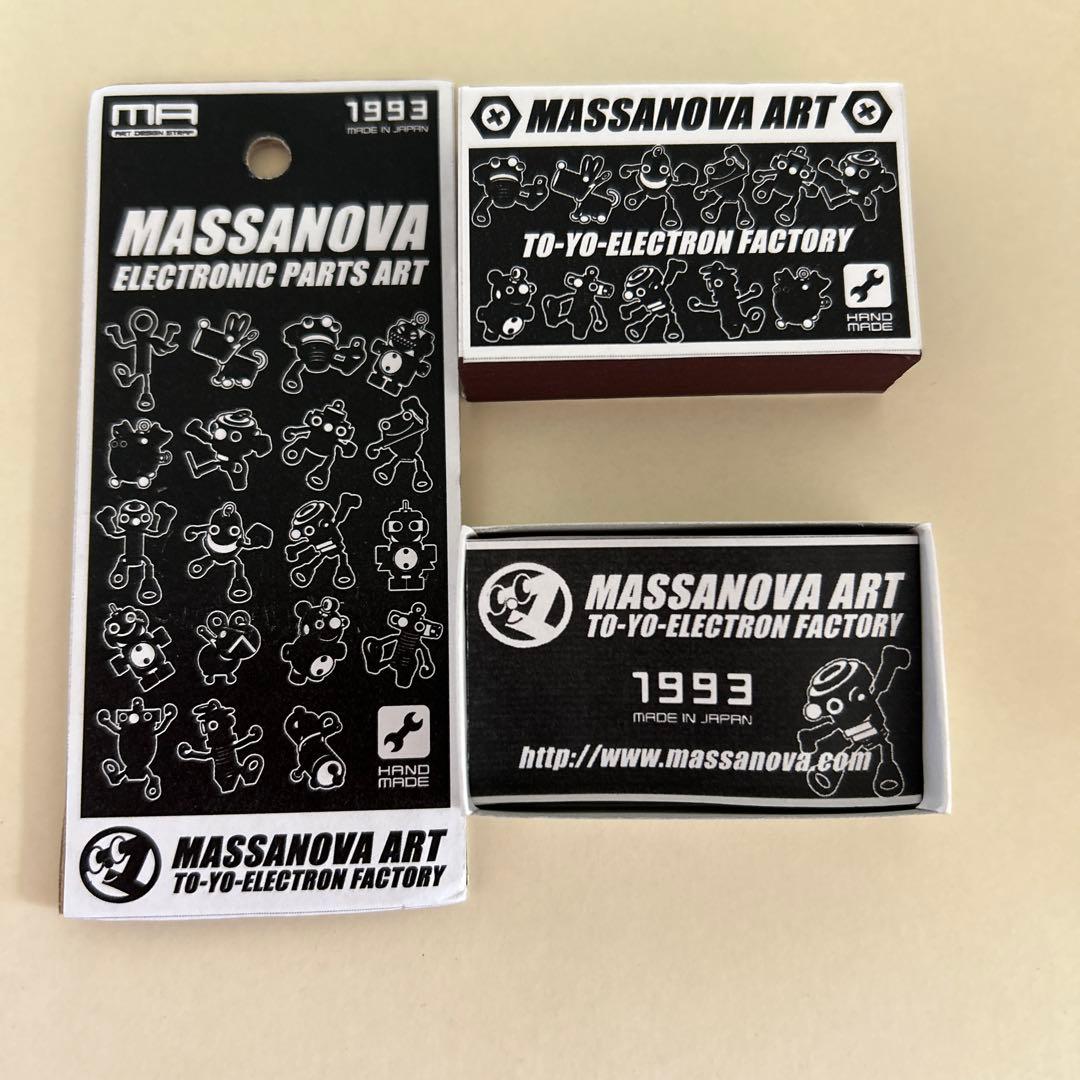 MA
ART DESIGN STRAP
1993
MADE IN JAPAN
MASSANOVA
ELECTRONIC PARTS ART
HAND
MADE
MASSANOVA ART
TO-YO-ELECTRON FACTORY
MASSANOVA ART
TO-YO-ELECTRON FACTORY
HAND
MADE
MASSANOVA ART
TO-YO-ELECTRON FACTORY
1993
MADE IN JAPAN
http://www.massanova.com